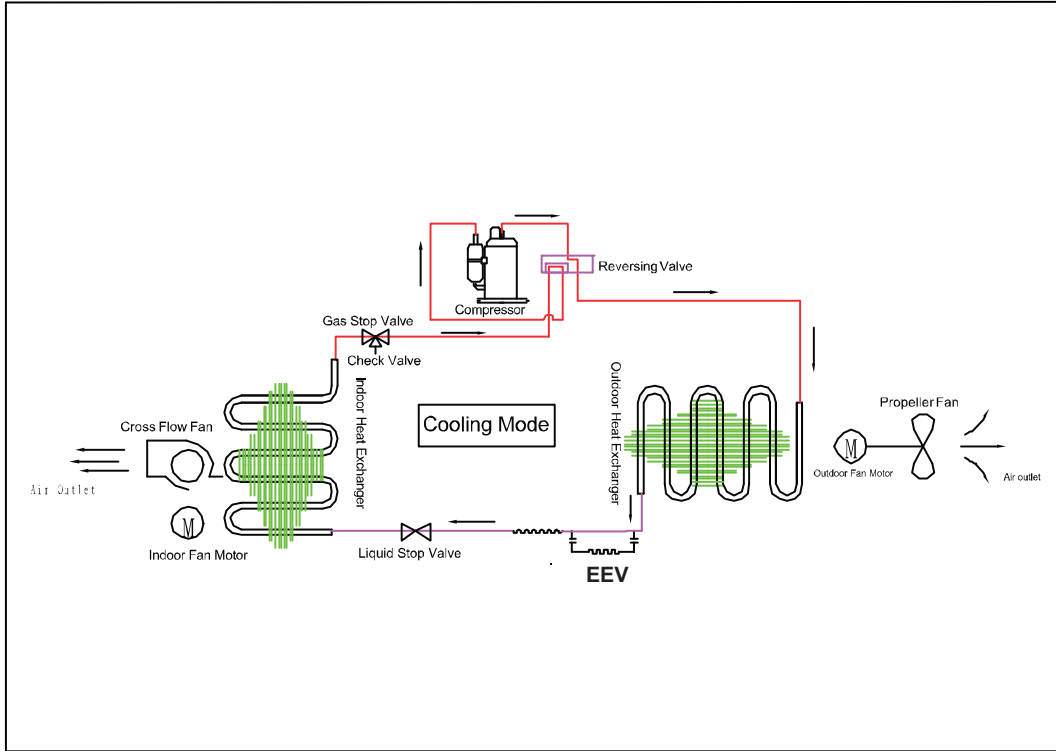 Reversing Valve
Compressor
Gas Stop Valve
Check Valve
Indoor Heat Exchanger
Outdoor Heat Exchanger
Cooling Mode
Propeller Fan
Cross Flow Fan
M
Outdoor Fan Motor
Air outlet
Air Outlet
M
Indoor Fan Motor
Liquid Stop Valve
EEV